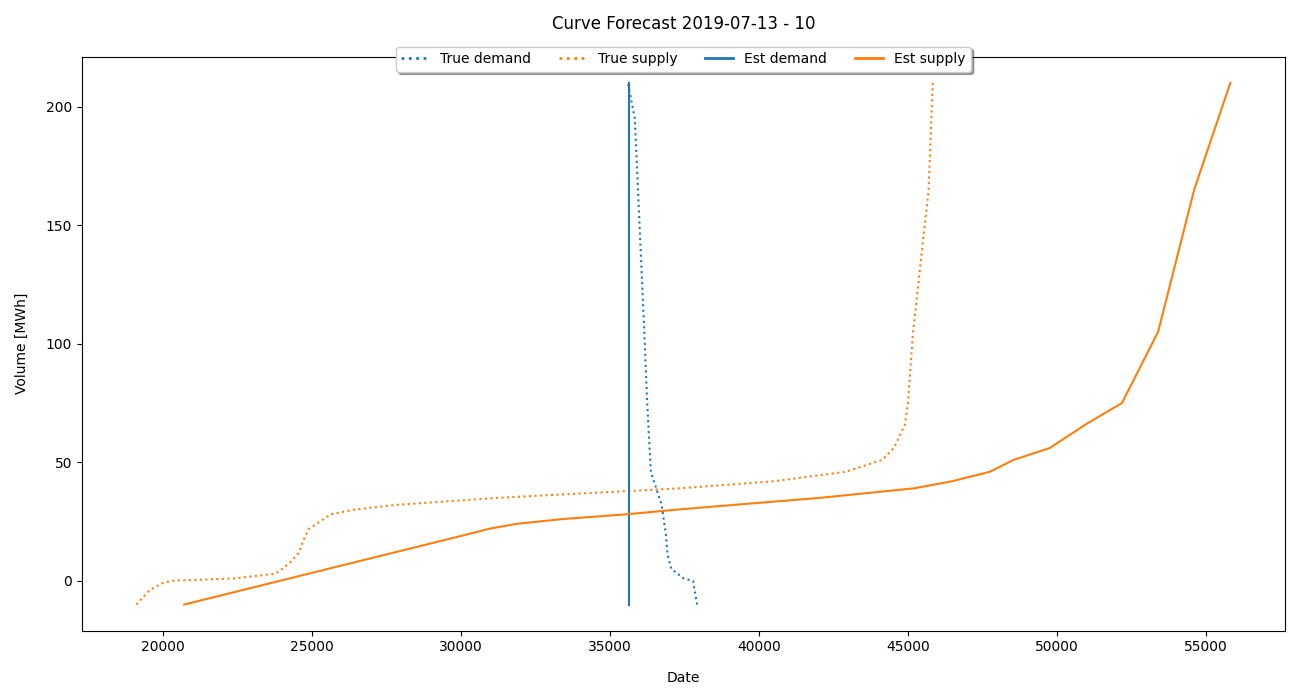 Curve Forecast 2019-07-13 - 10
True demand True supply Est demand Est supply
200
150
100
50
0
Volume [MWh]
20000 25000 30000 35000 40000 45000 50000 55000
Date